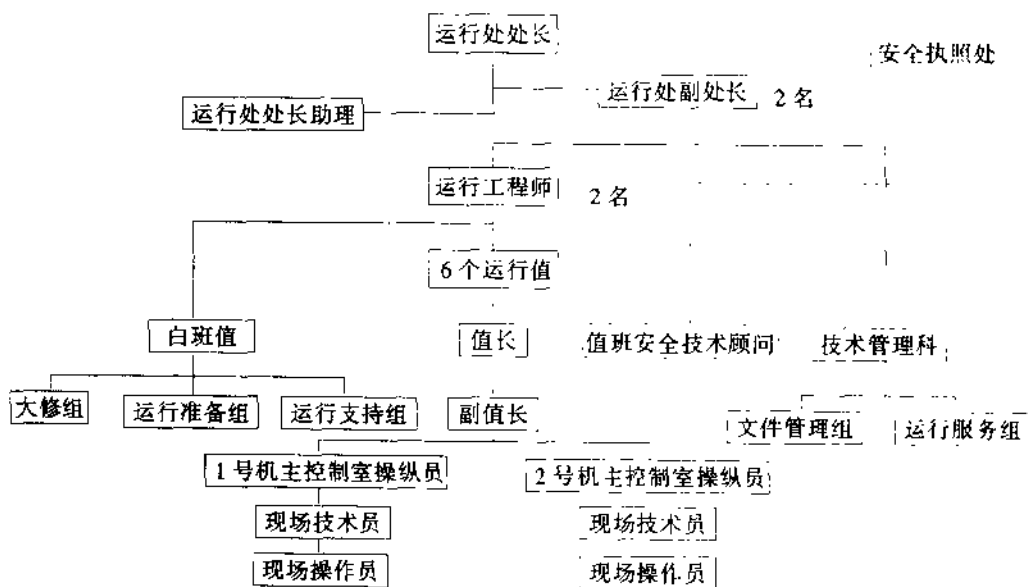 运行处处长
安全执照处
运行处副处长 2名
运行处处长助理
运行工程师 2名
6个运行值
白班值
值长
值班安全技术顾问
技术管理科
大修组
运行准备组
运行支持组
副值长
文件管理组
运行服务组
1号机主控制室操纵员
2号机主控制室操纵员
现场技术员
现场技术员
现场操作员
现场操作员